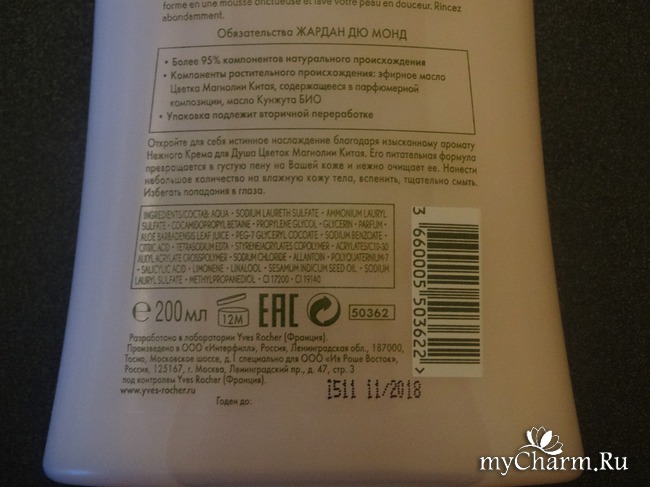 forme en une mousse onctueuse et lave votre peau en douceur. Rincez
abondamment.
Обязательства ЖАРДАН ДЮ МОНД
• Более 95% компонентов натурального происхождения
• Компоненты растительного происхождения: эфирное масло
Цветка Магнолии Китая, содержащееся в парфюмерной
композиции, масло Кунжута БИО
• Упаковка подлежит вторичной переработке
Откройте для себя истинное наслаждение благодаря изысканному аромату
Нежного Крема для Душа Цветок Магнолии Китая. Его питательная формула
превращается в густую пену на Вашей коже и нежно очищает ее. Нанести
небольшое количество на влажную кожу тела, вспенить, тщательно смыть.
Избегать попадания в глаза.
INGREDIENTS/СОСТАВ: AQUA • SODIUM LAURETH SULFATE • AMMONIUM LAURYL
SULFATE • COCAMIDOPROPYL BETAINE • PROPYLENE GLYCOL • GLYCERIN • PARFUM •
ALOE BARBADENSIS LEAF JUICE • PEG-7 GLYCERYL COCOATE • SODIUM BENZOATE •
CITRIC ACID • TETRASODIUM EDTA • STYRENE/ACRYLATES COPOLYMER • ACRYLATES/C10-30
ALKYL ACRYLATE CROSSPOLYMER • SODIUM CHLORIDE • ALLANTOIN • POLYQUATERNIUM-7
• SALICYLIC ACID • LIMONENE • LINALOOL • SESAMUM INDICUM SEED OIL • SODIUM
LAURYL SULFATE • METHYLPROPANEDIOL • CI 17200 • CI 19140
℮ 200МЛ 12M EAC 50362
3 660005 503622 >
Разработано в лаборатории Yves Rocher (Франция).
Произведено в ООО «Интерфилл», Россия, Ленинградская обл., 187000,
Тосно, Московское шоссе, д.1 специально для ООО «Ив Роше Восток»,
Россия, 125167, г. Москва, Ленинградский пр., д. 47, стр. 3
под контролем Yves Rocher (Франция).
www.yves-rocher.ru
Годен до:
i511 11/2018
myCharm.Ru